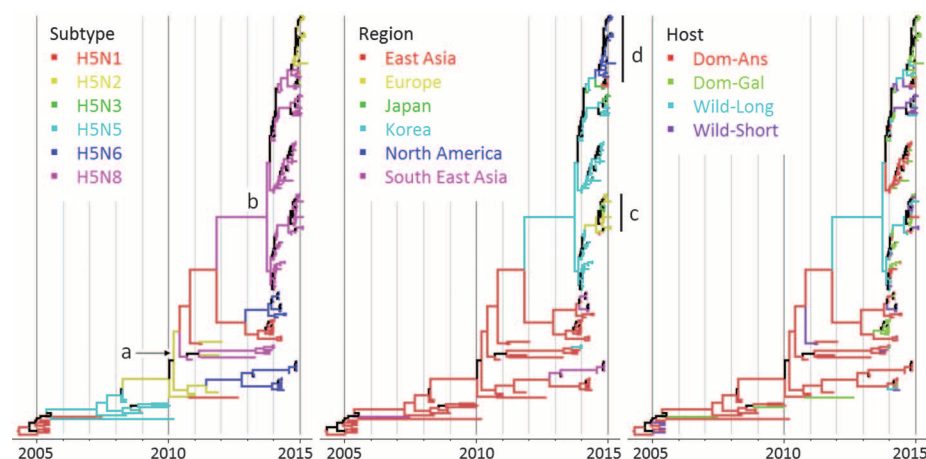 Subtype
H5N1
H5N2
H5N3
H5N5
H5N6
H5N8
b
a
2005 2010 2015
Region
East Asia
Europe
Japan
Korea
North America
South East Asia
d
c
2005 2010 2015
Host
Dom-Ans
Dom-Gal
Wild-Long
Wild-Short
2005 2010 2015